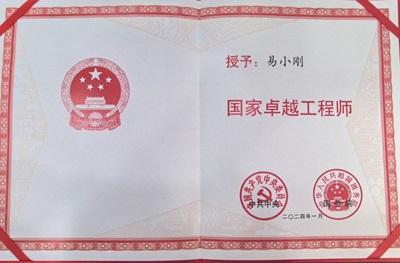 授予：易小刚
国家卓越工程师
中共中央
国务院
二〇二四年一月